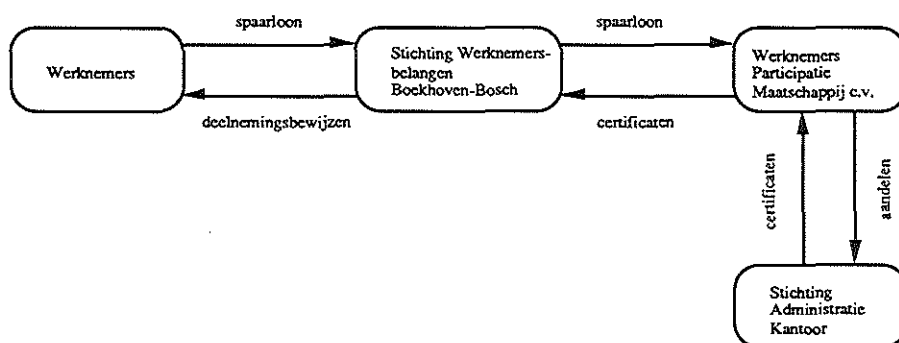 spaarloon
spaarloon
Werknemers
Stichting Werknemers-
belangen
Boekhoven-Bosch
Werknemers
Participatie
Maatschappij c.v.
deelnemingsbewijzen
certificaten
certificaten
aandelen
Stichting
Administratie
Kantoor